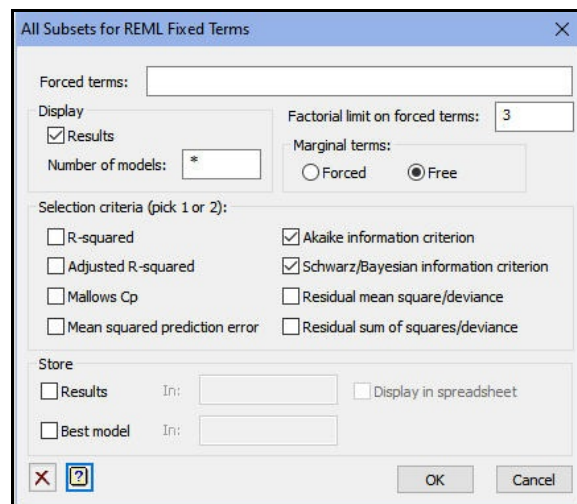 All Subsets for REML Fixed Terms
Forced terms:
Display
Results
Number of models: *
Factorial limit on forced terms: 3
Marginal terms:
Forced Free
Selection criteria (pick 1 or 2):
R-squared Akaike information criterion
Adjusted R-squared Schwarz/Bayesian information criterion
Mallows Cp Residual mean square/deviance
Mean squared prediction error Residual sum of squares/deviance
Store
Results In: Display in spreadsheet
Best model In:
? OK Cancel